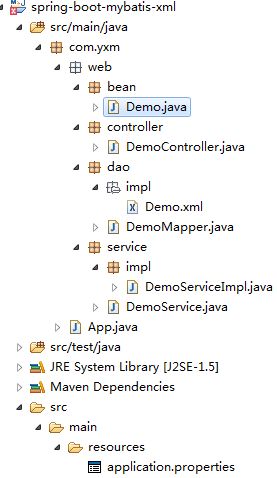 spring-boot-mybatis-xml
src/main/java
com.yxm
web
bean
Demo.java
controller
DemoController.java
dao
impl
Demo.xml
DemoMapper.java
service
impl
DemoServiceImpl.java
DemoService.java
App.java
src/test/java
JRE System Library [J2SE-1.5]
Maven Dependencies
src
main
resources
application.properties